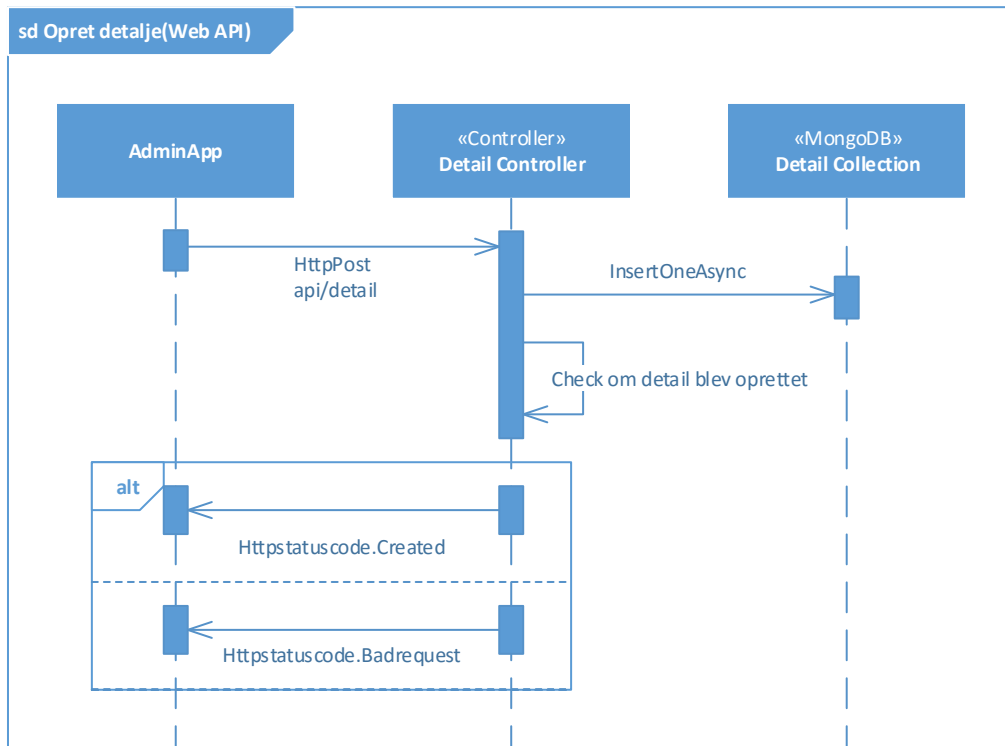 sd Opret detalje(Web API)
AdminApp
«Controller»
Detail Controller
«MongoDB»
Detail Collection
HttpPost
api/detail
InsertOneAsync
Check om detail blev oprettet
alt
Httpstatuscode.Created
Httpstatuscode.Badrequest